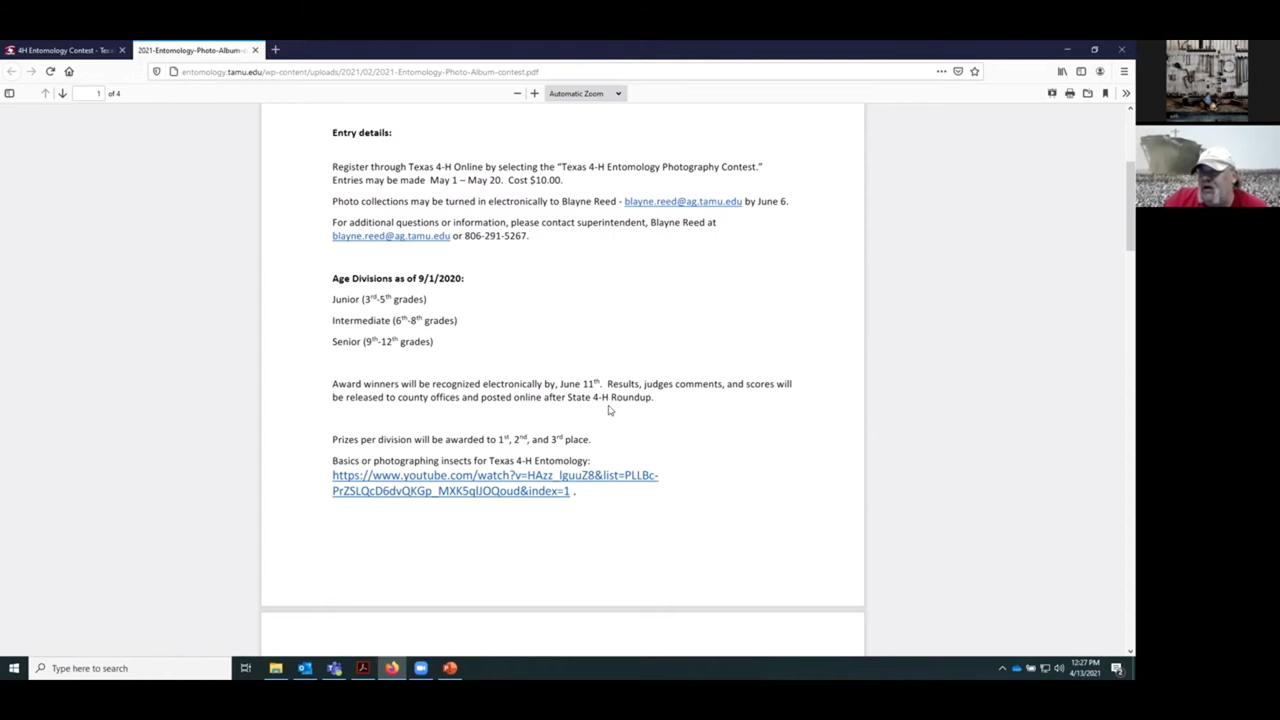 4H Entomology Contest - Tex
2021-Entomology-Photo-Album-c
entomology.tamu.edu/wp-content/uploads/2021/02/2021-Entomology-Photo-Album-contest.pdf
1 of 4
Automatic Zoom
Entry details:
Register through Texas 4-H Online by selecting the “Texas 4-H Entomology Photography Contest.”
Entries may be made May 1 – May 20. Cost $10.00.
Photo collections may be turned in electronically to Blayne Reed - blayne.reed@ag.tamu.edu by June 6.
For additional questions or information, please contact superintendent, Blayne Reed at
blayne.reed@ag.tamu.edu or 806-291-5267.
Age Divisions as of 9/1/2020:
Junior (3rd-5th grades)
Intermediate (6th-8th grades)
Senior (9th-12th grades)
Award winners will be recognized electronically by, June 11th. Results, judges comments, and scores will
be released to county offices and posted online after State 4-H Roundup.
Prizes per division will be awarded to 1st, 2nd, and 3rd place.
Basics or photographing insects for Texas 4-H Entomology:
https://www.youtube.com/watch?v=HAzz_lguuZ8&list=PLLBc-
PrZSLQcD6dvQKGp_MXK5qlJOQoud&index=1 .
Type here to search
12:27 PM
4/13/2021